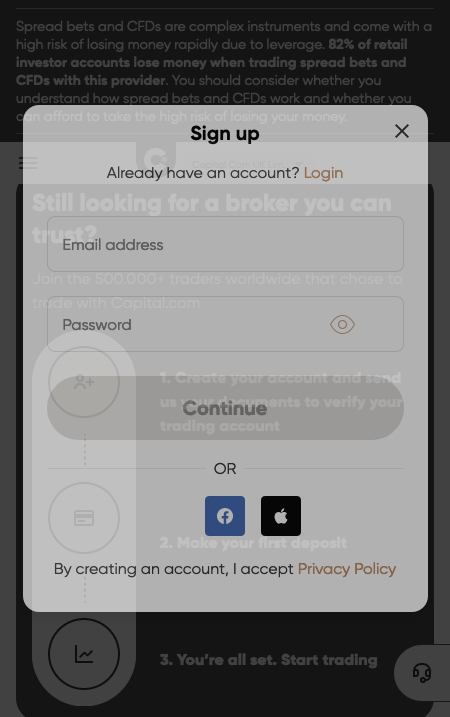 Spread bets and CFDs are complex instruments and come with a
high risk of losing money rapidly due to leverage. 82% of retail
investor accounts lose money when trading spread bets and
CFDs with this provider. You should consider whether you
understand how spread bets and CFDs work and whether you
can afford to take the high risk of losing your money.
Sign up
Already have an account? Login
Still looking for a broker you can
trust?
Email address
Join the 500.000+ traders worldwide that chose to
trade with Capital.com
Password
1. Create your account and send
us your documents to verify your
trading account
Continue
OR
2. Make your first deposit
By creating an account, I accept Privacy Policy
3. You're all set. Start trading